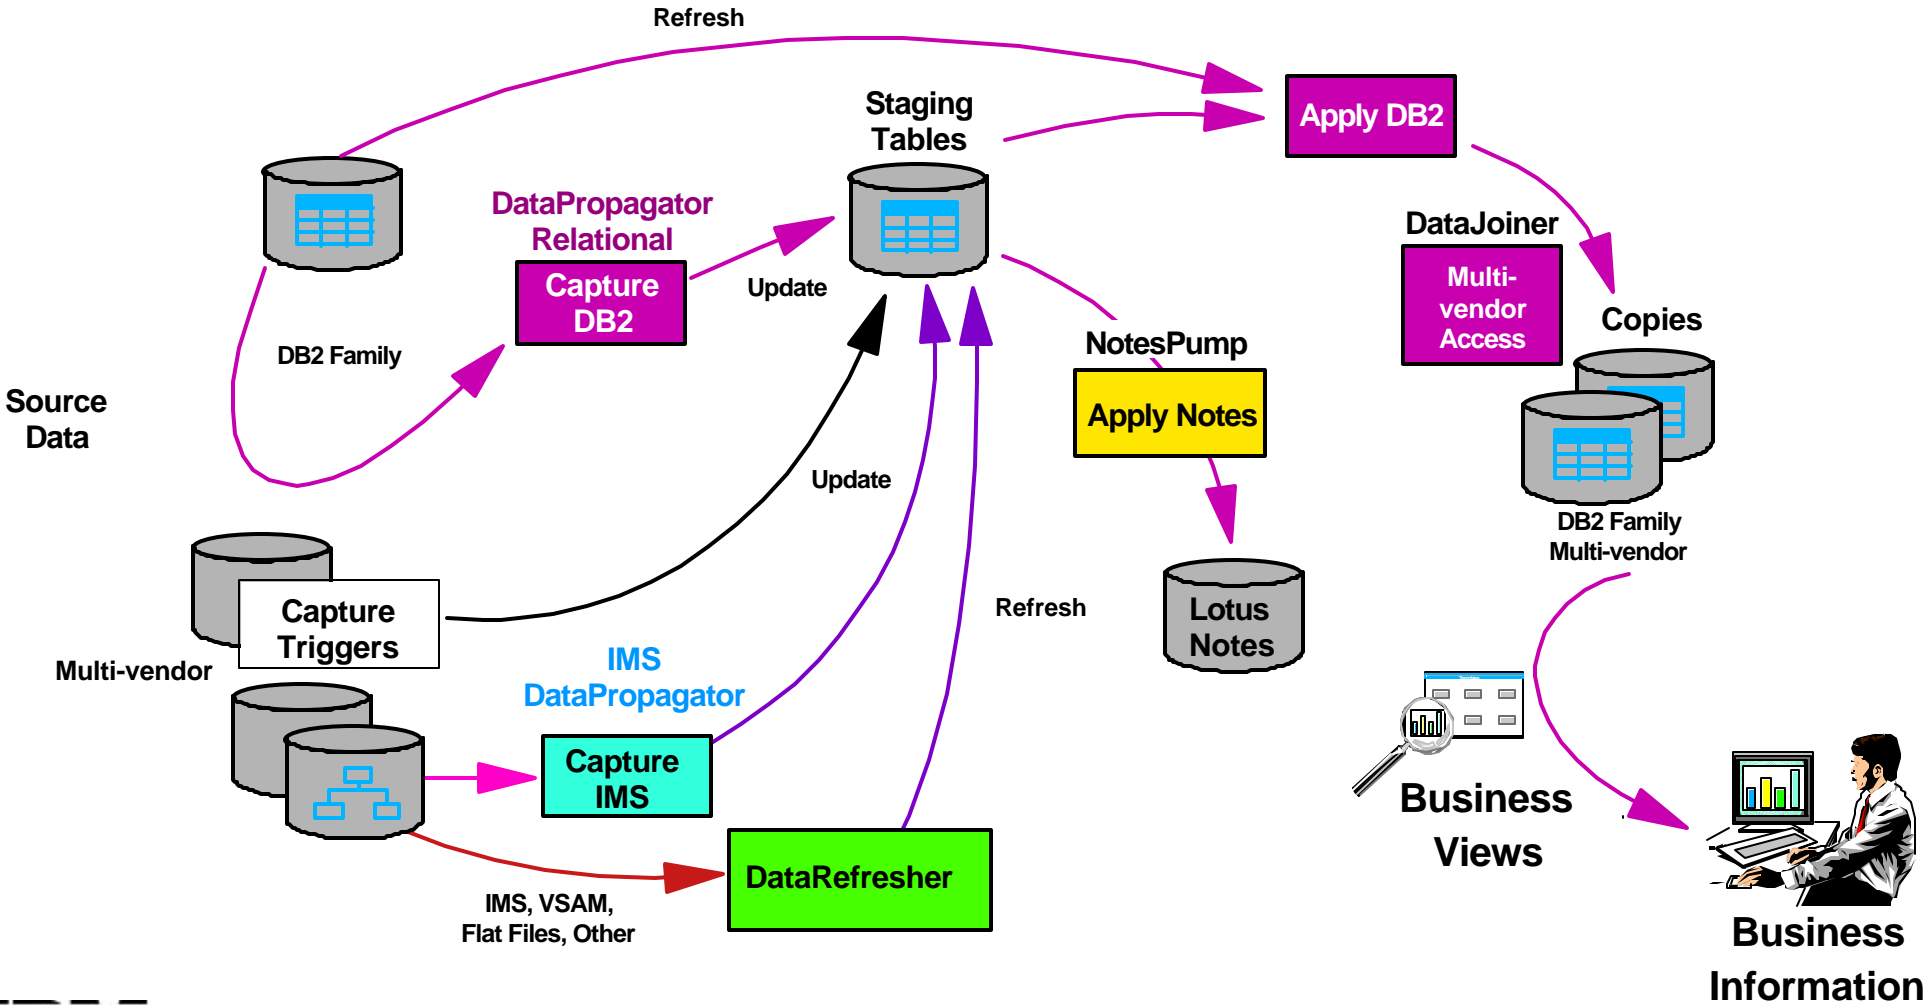 Refresh
Staging
Tables
Apply DB2
DataPropagator
Relational
Capture
DB2
Update
DB2 Family
DataJoiner
Multi-
vendor
Access
Copies
NotesPump
Apply Notes
Source
Data
Update
DB2 Family
Multi-vendor
Capture
Triggers
Multi-vendor
Refresh
Lotus
Notes
IMS
DataPropagator
Capture
IMS
Business
Views
DataRefresher
IMS, VSAM,
Flat Files, Other
Business
Information